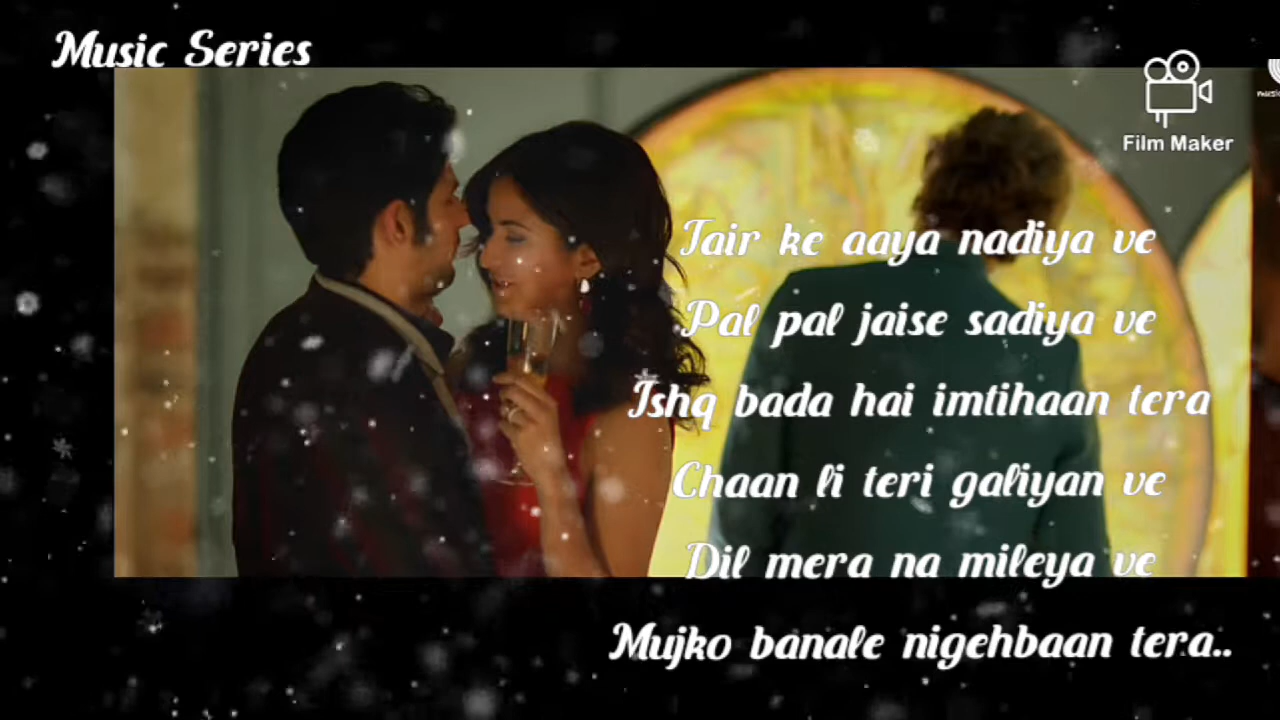 Music Series
Film Maker
music
Tair ke aaya nadiya ve
Pal pal jaise sadiya ve
Ishq bada hai imtihaan tera
Chaan li teri galiyan ve
Dil mera na mileya ve
Mujko banale nigehbaan tera..